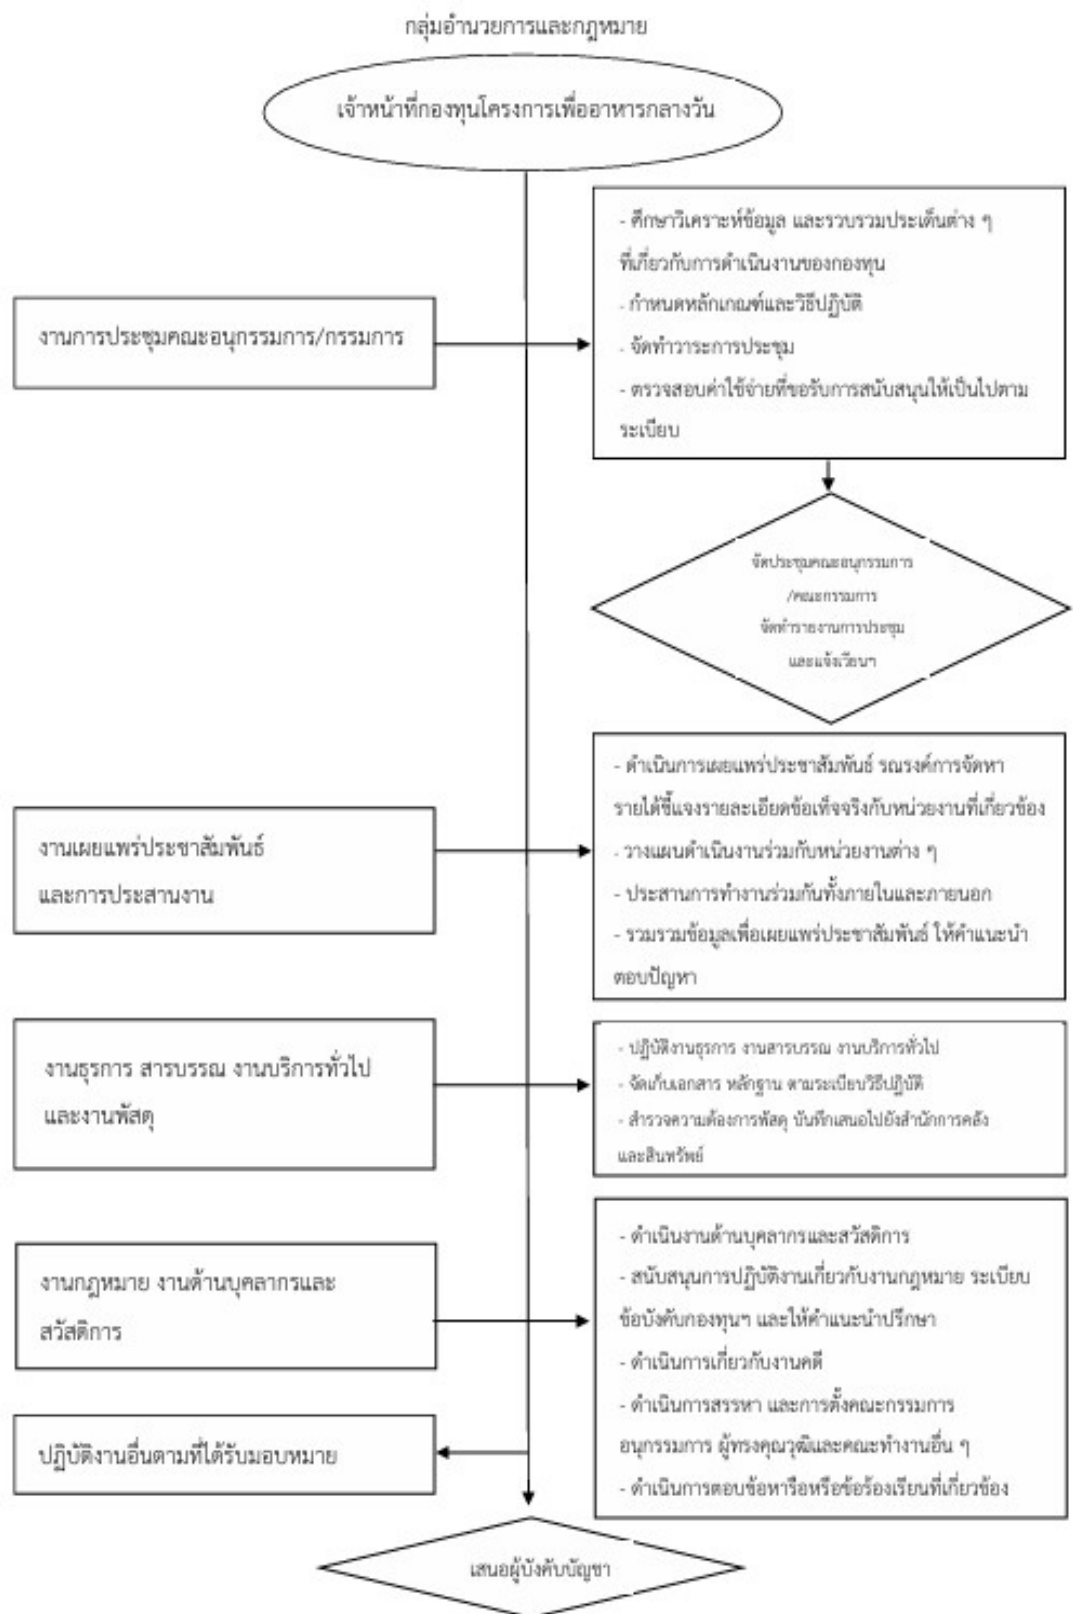 กลุ่มอำนวยการและกฎหมาย
เจ้าหน้าที่กองทุนโครงการเพื่ออาหารกลางวัน
- ศึกษาวิเคราะห์ข้อมูล และรวบรวมประเด็นต่าง ๆ
ที่เกี่ยวกับการดำเนินงานของกองทุน
- กำหนดหลักเกณฑ์และวิธีปฏิบัติ
- จัดทำวาระการประชุม
- ตรวจสอบค่าใช้จ่ายที่ขอรับการสนับสนุนให้เป็นไปตาม
ระเบียบ
งานการประชุมคณะอนุกรรมการ/กรรมการ
จัดประชุมคณะอนุกรรมการ
/คณะกรรมการ
จัดทำรายงานการประชุม
และแจ้งเวียนฯ
งานเผยแพร่ประชาสัมพันธ์
และการประสานงาน
- ดำเนินการเผยแพร่ประชาสัมพันธ์ รณรงค์การจัดหา
รายได้ชี้แจงรายละเอียดข้อเท็จจริงกับหน่วยงานที่เกี่ยวข้อง
- วางแผนดำเนินงานร่วมกับหน่วยงานต่าง ๆ
- ประสานการทำงานร่วมกันทั้งภายในและภายนอก
- รวมรวมข้อมูลเพื่อเผยแพร่ประชาสัมพันธ์ ให้คำแนะนำ
ตอบปัญหา
งานธุรการ สารบรรณ งานบริการทั่วไป
และงานพัสดุ
- ปฏิบัติงานธุรการ งานสารบรรณ งานบริการทั่วไป
- จัดเก็บเอกสาร หลักฐาน ตามระเบียบวิธีปฏิบัติ
- สำรวจความต้องการพัสดุ บันทึกเสนอไปยังสำนักการคลัง
และสินทรัพย์
งานกฎหมาย งานด้านบุคลากรและ
สวัสดิการ
- ดำเนินงานด้านบุคลากรและสวัสดิการ
- สนับสนุนการปฏิบัติงานเกี่ยวกับงานกฎหมาย ระเบียบ
ข้อบังคับกองทุนฯ และให้คำแนะนำปรึกษา
- ดำเนินการเกี่ยวกับงานคดี
- ดำเนินการสรรหา และการตั้งคณะกรรมการ
อนุกรรมการ ผู้ทรงคุณวุฒิและคณะทำงานอื่น ๆ
- ดำเนินการตอบข้อหารือหรือข้อร้องเรียนที่เกี่ยวข้อง
ปฏิบัติงานอื่นตามที่ได้รับมอบหมาย
เสนอผู้บังคับบัญชา